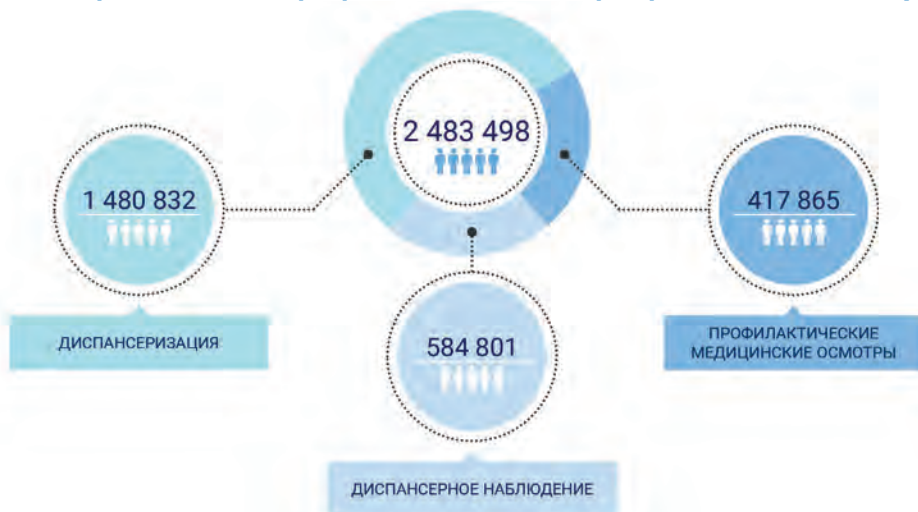 2 483 498
1 480 832
417 865
584 801
ДИСПАНСЕРИЗАЦИЯ
ПРОФИЛАКТИЧЕСКИЕ
МЕДИЦИНСКИЕ ОСМОТРЫ
ДИСПАНСЕРНОЕ НАБЛЮДЕНИЕ